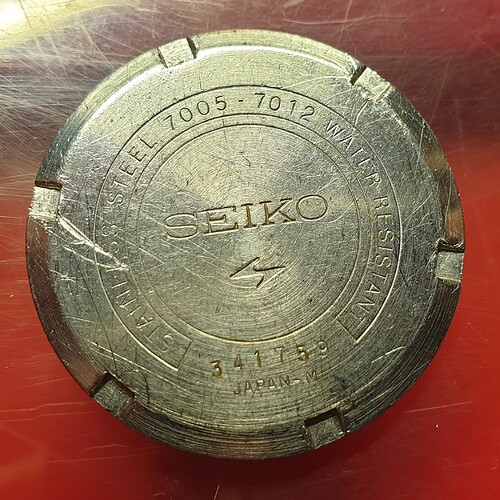 STAINLESS STEEL 7005-7012 WATER RESISTANT
SEIKO
341759
JAPAN-M